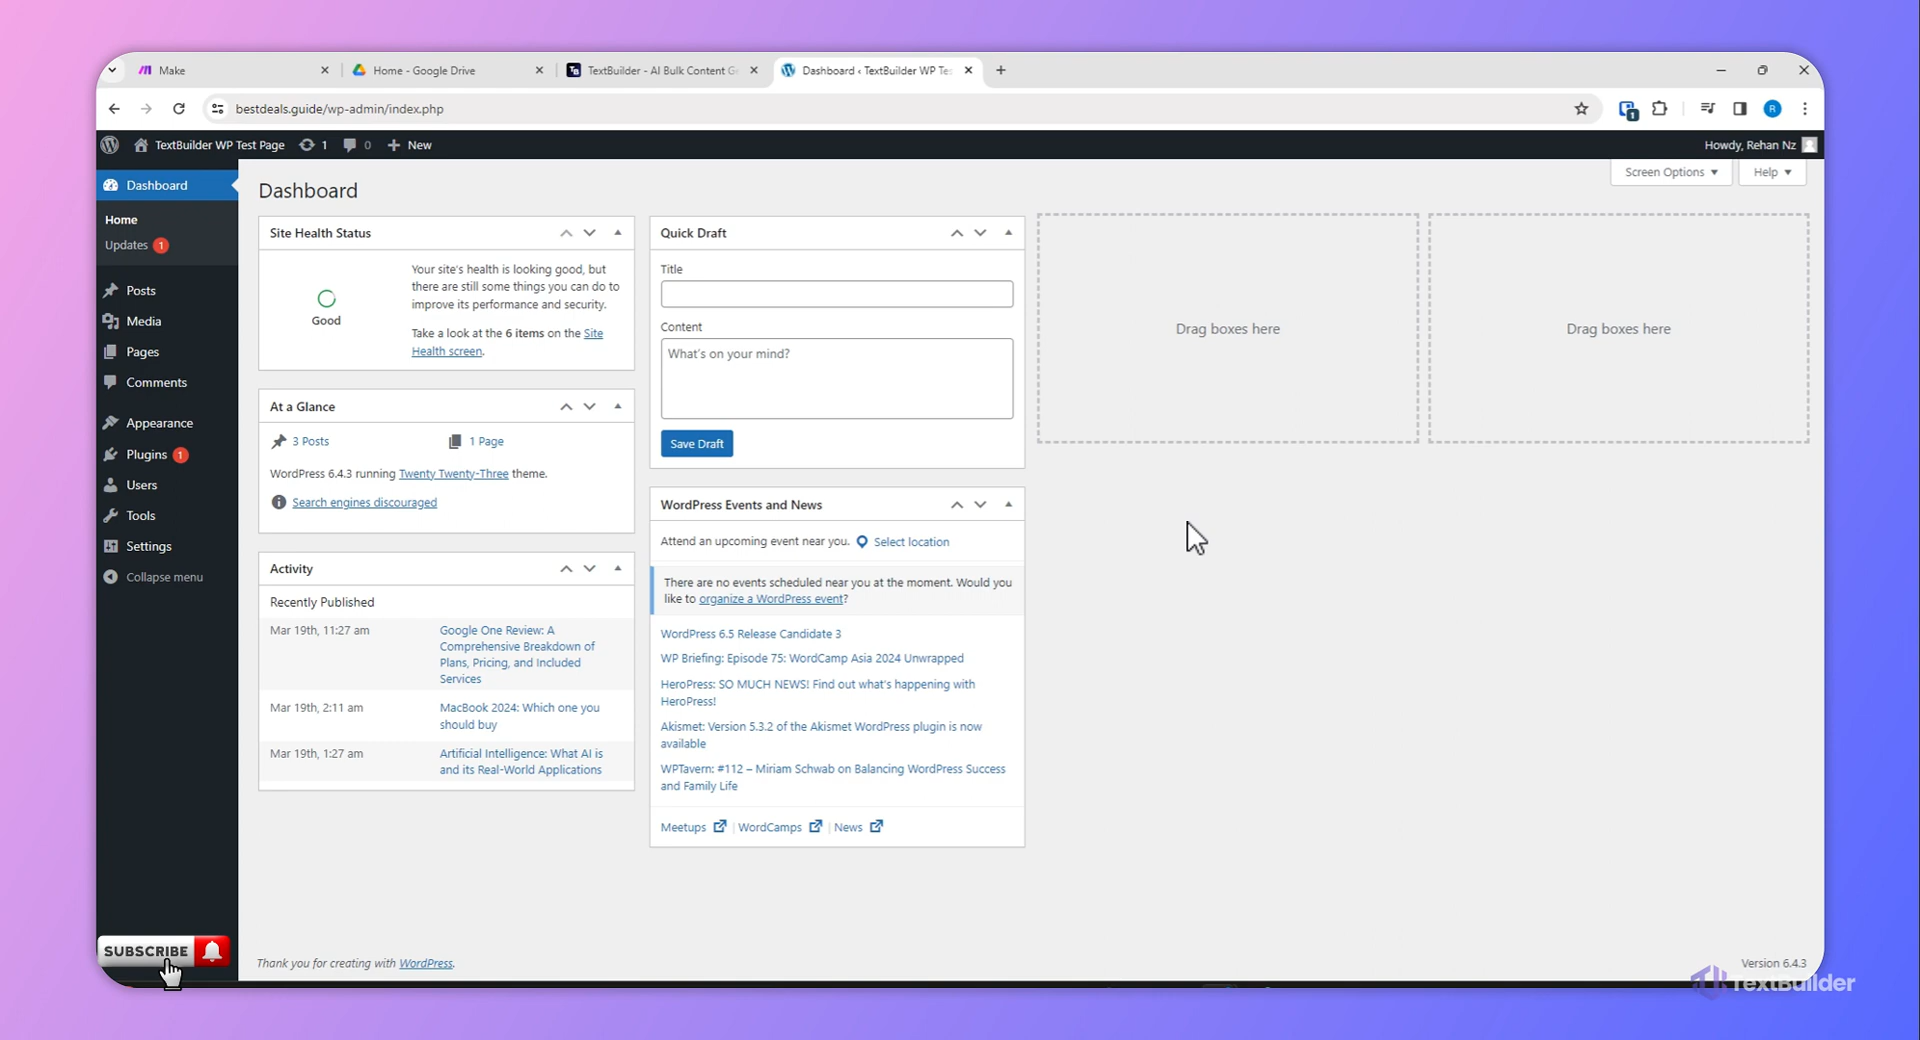 Make
Home - Google Drive
TextBuilder - AI Bulk Content Ge
Dashboard ‹ TextBuilder WP Tes
bestdeals.guide/wp-admin/index.php
1
R
TextBuilder WP Test Page
1
0
New
Howdy, Rehan Nz
Screen Options
Help
Dashboard
Home
Updates 1
Posts
Media
Pages
Comments
Appearance
Plugins 1
Users
Tools
Settings
Collapse menu
Dashboard
Site Health Status
Good
Your site's health is looking good, but
there are still some things you can do to
improve its performance and security.
Take a look at the 6 items on the Site
Health screen.
At a Glance
3 Posts
1 Page
WordPress 6.4.3 running Twenty Twenty-Three theme.
Search engines discouraged
Activity
Recently Published
Mar 19th, 11:27 am
Google One Review: A
Comprehensive Breakdown of
Plans, Pricing, and Included
Services
Mar 19th, 2:11 am
MacBook 2024: Which one you
should buy
Mar 19th, 1:27 am
Artificial Intelligence: What AI is
and its Real-World Applications
Quick Draft
Title
Content
What's on your mind?
Save Draft
WordPress Events and News
Attend an upcoming event near you. Select location
There are no events scheduled near you at the moment. Would you
like to organize a WordPress event?
WordPress 6.5 Release Candidate 3
WP Briefing: Episode 75: WordCamp Asia 2024 Unwrapped
HeroPress: SO MUCH NEWS! Find out what's happening with
HeroPress!
Akismet: Version 5.3.2 of the Akismet WordPress plugin is now
available
WPTavern: #112 – Miriam Schwab on Balancing WordPress Success
and Family Life
Meetups | WordCamps | News
Drag boxes here
Drag boxes here
SUBSCRIBE
Thank you for creating with WordPress.
Version 6.4.3
TextBuilder